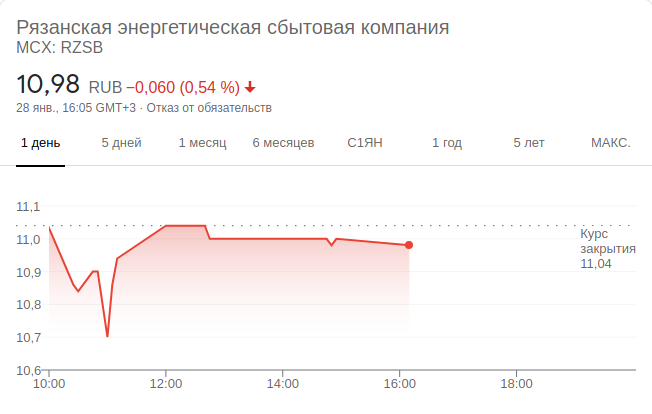 Рязанская энергетическая сбытовая компания
MCX: RZSB
10,98 RUB −0,060 (0,54 %) ↓
28 янв., 16:05 GMT+3 · Отказ от обязательств
1 день 5 дней 1 месяц 6 месяцев С1ЯН 1 год 5 лет МАКС.
11,1
11,0
10,9
10,8
10,7
10,6
Курс
закрытия
11,04
10:00 12:00 14:00 16:00 18:00